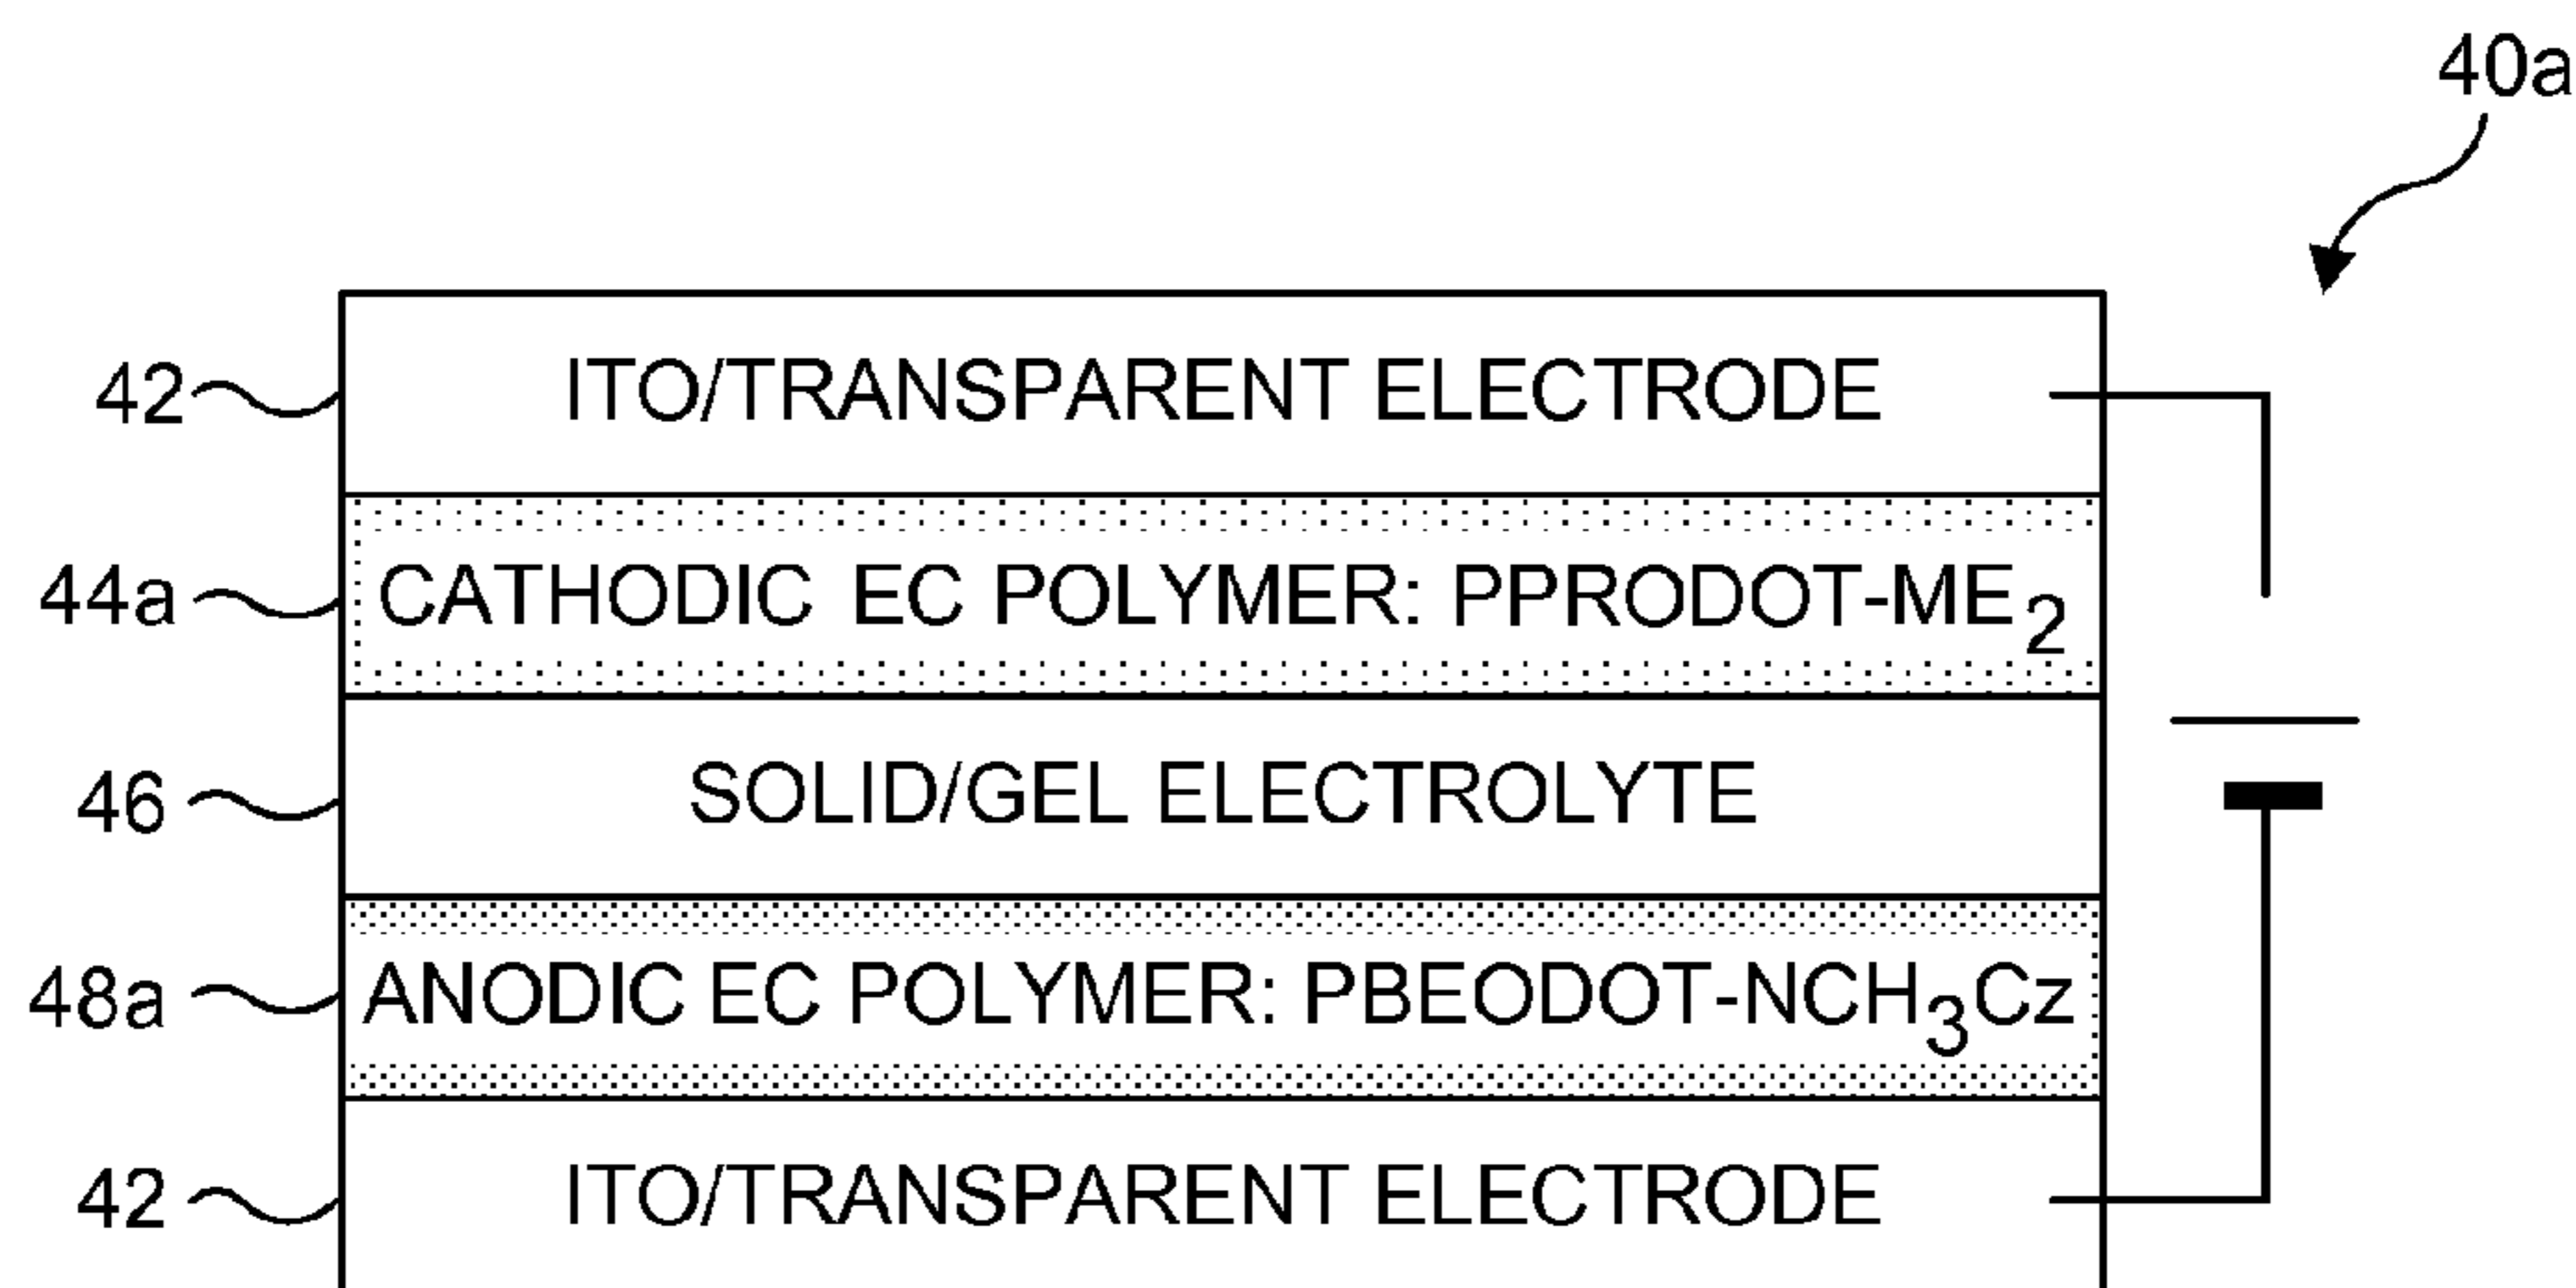 40a
42 ITO/TRANSPARENT ELECTRODE
44a CATHODIC EC POLYMER: PPRODOT-ME₂
46 SOLID/GEL ELECTROLYTE
48a ANODIC EC POLYMER: PBEODOT-NCH₃Cz
42 ITO/TRANSPARENT ELECTRODE